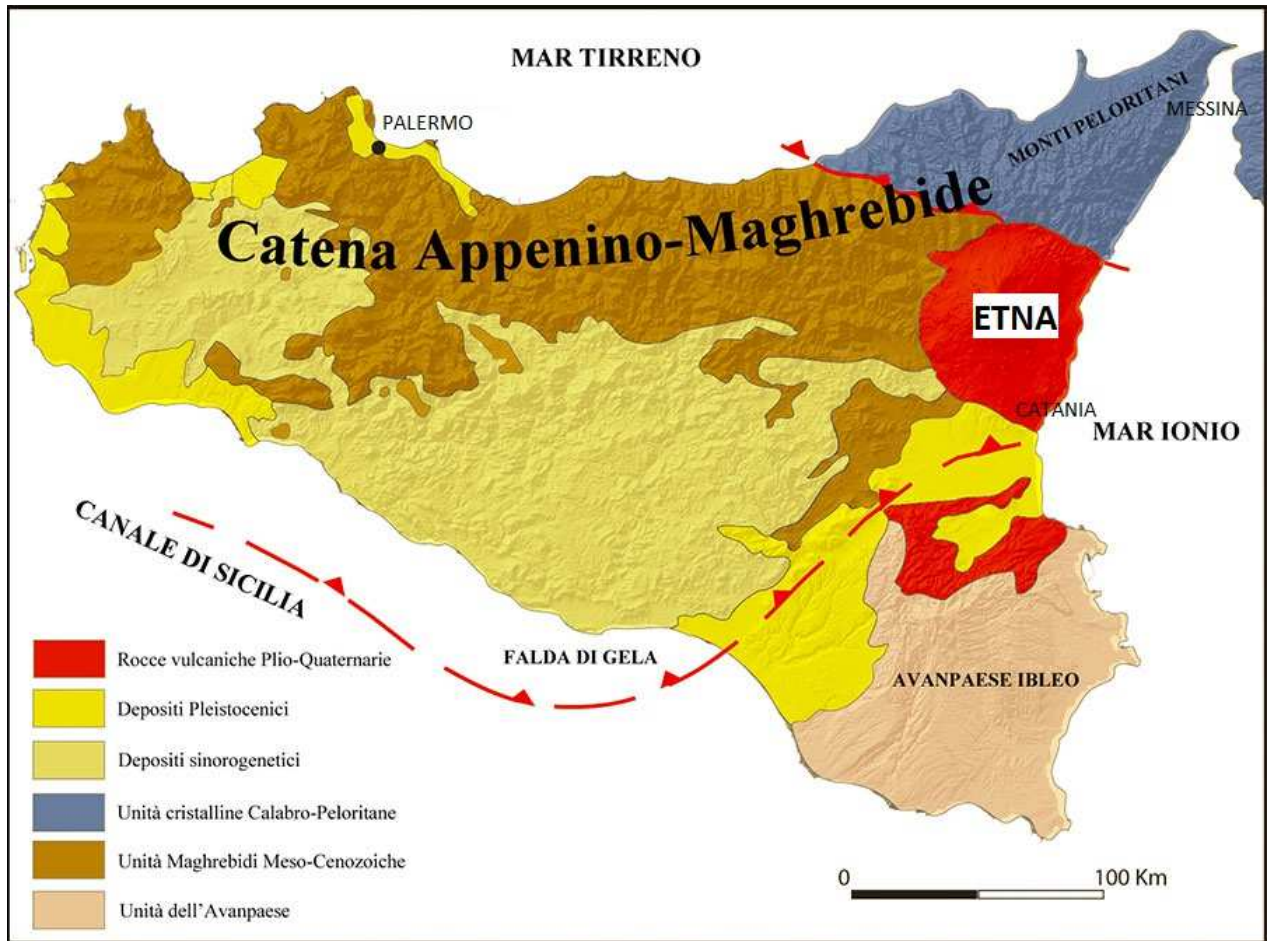 MAR TIRRENO
MONTI PELORITANI
MESSINA
PALERMO
Catena Appenino-Maghrebide
ETNA
CATANIA
MAR IONIO
CANALE DI SICILIA
FALDA DI GELA
AVANPAESE IBLEO
Rocce vulcaniche Plio-Quaternarie
Depositi Pleistocenici
Depositi sinorogenetici
Unità cristalline Calabro-Peloritane
Unità Maghrebidi Meso-Cenozoiche
Unità dell'Avanpaese
0 100 Km